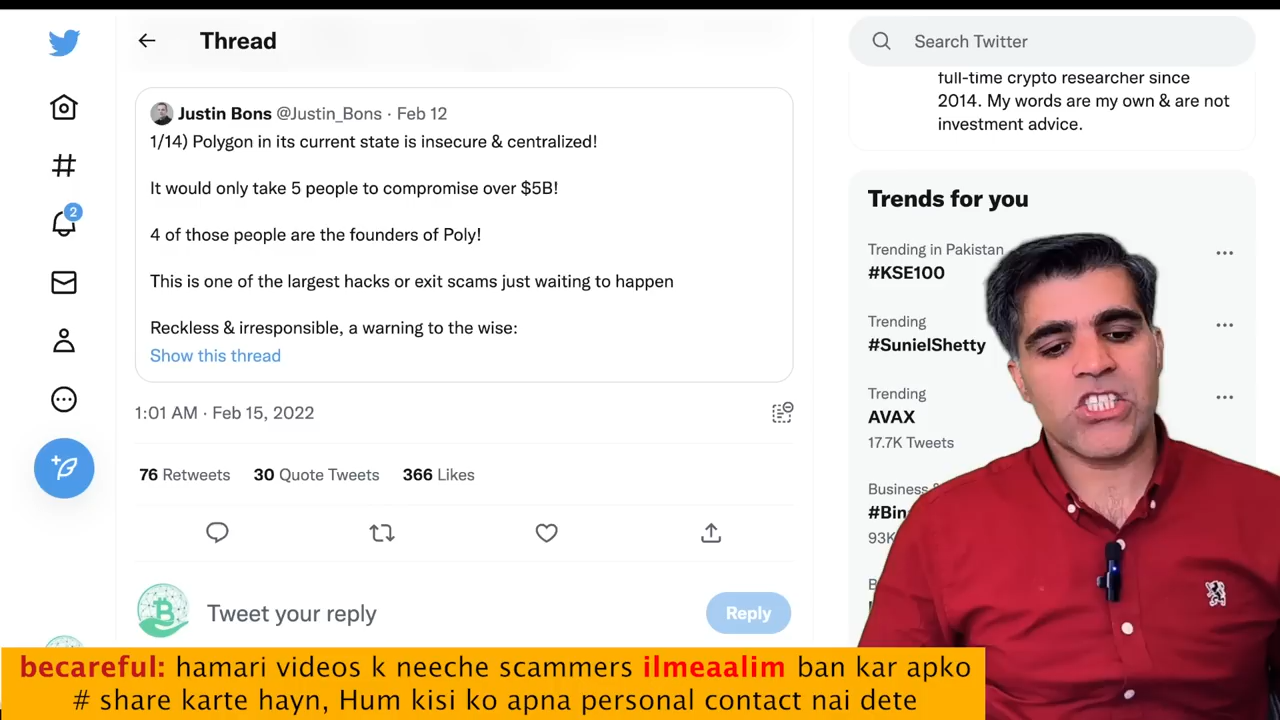 Thread
Search Twitter
full-time crypto researcher since
2014. My words are my own & are not
investment advice.
Justin Bons @Justin_Bons · Feb 12
1/14) Polygon in its current state is insecure & centralized!
It would only take 5 people to compromise over $5B!
4 of those people are the founders of Poly!
This is one of the largest hacks or exit scams just waiting to happen
Reckless & irresponsible, a warning to the wise:
Show this thread
1:01 AM · Feb 15, 2022
76 Retweets 30 Quote Tweets 366 Likes
Tweet your reply
Reply
2
Trends for you
Trending in Pakistan
#KSE100
Trending
#SunielShetty
Trending
AVAX
17.7K Tweets
Business
#Bin
93K
becareful: hamari videos k neeche scammers ilmeaalim ban kar apko
# share karte hayn, Hum kisi ko apna personal contact nai dete